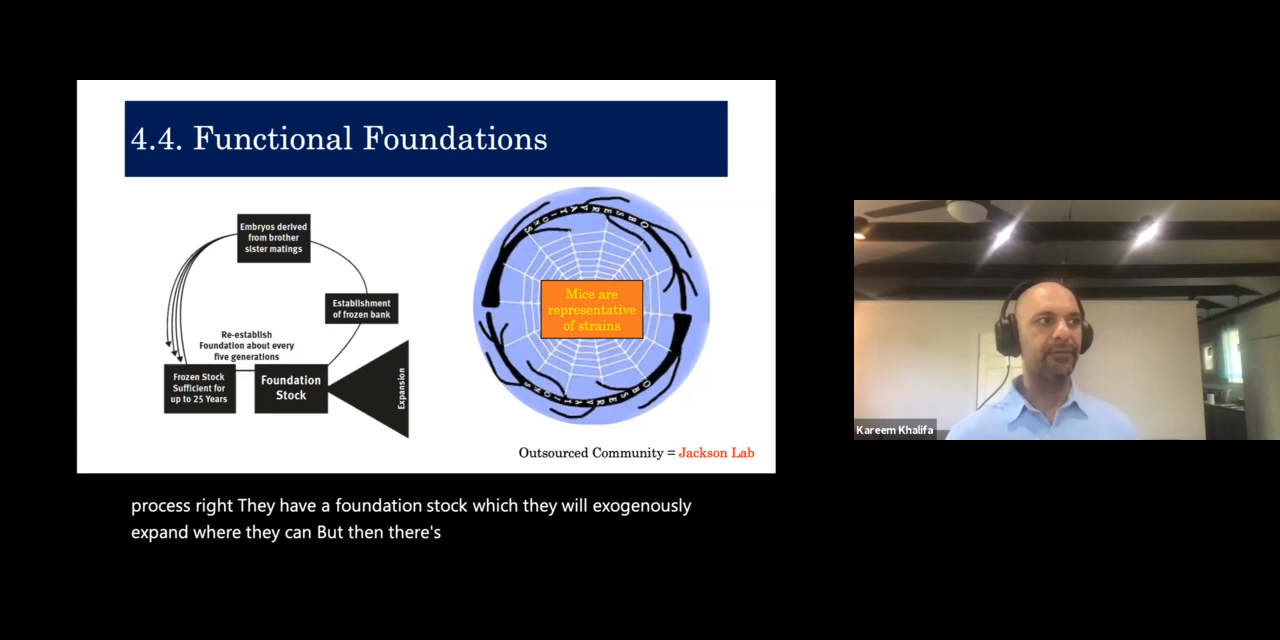 4.4. Functional Foundations
Embryos derived
from brother
sister matings
Establishment
of frozen bank
Re-establish
Foundation about every
five generations
Frozen Stock
Sufficient for
up to 25 Years
Foundation
Stock
Expansion
OBSERVATIONS
Mice are
representative
of strains
OBSERVATIONS
Outsourced Community = Jackson Lab
Kareem Khalifa
process right They have a foundation stock which they will exogenously
expand where they can But then there's